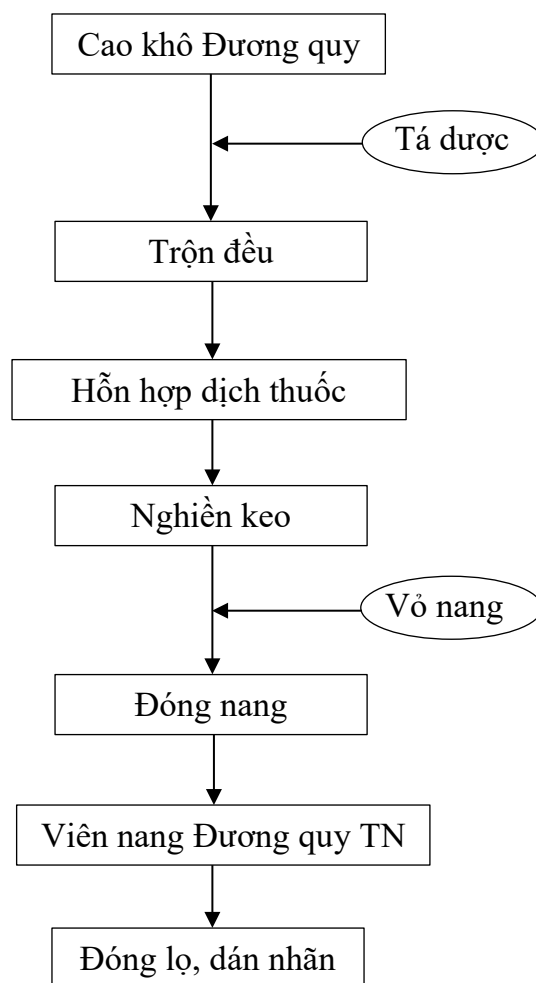 Cao khô Đương quy
Tá dược
Trộn đều
Hỗn hợp dịch thuốc
Nghiền keo
Vỏ nang
Đóng nang
Viên nang Đương quy TN
Đóng lọ, dán nhãn